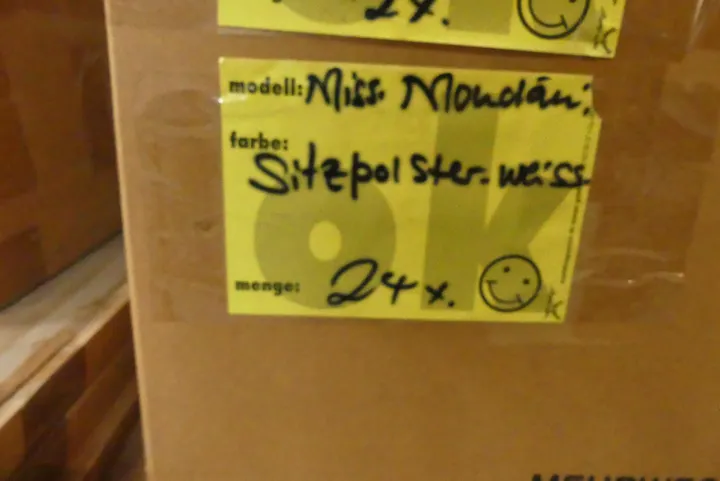 24x.
modell: Miss. Mondän:
farbe:
Sitzpolster. weiss.
ok
menge: 24x.